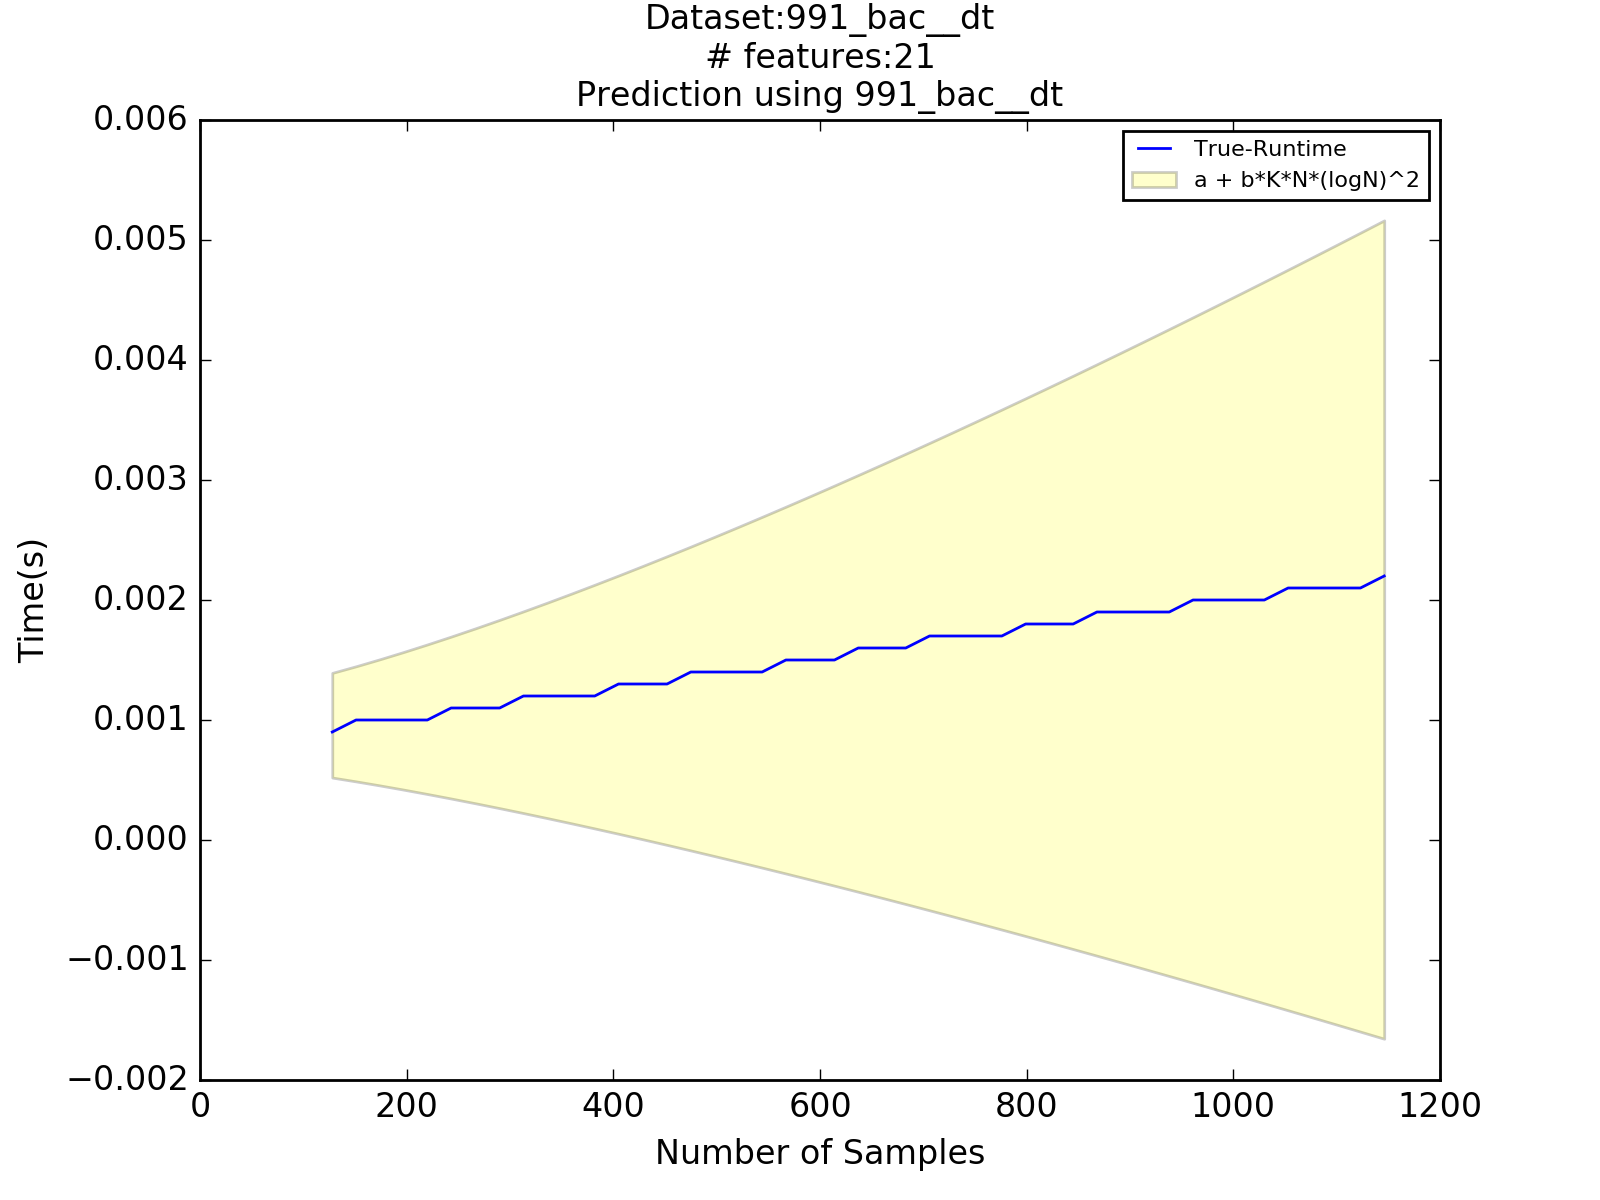 Dataset:991_bac__dt
# features:21
Prediction using 991_bac__dt
0.006
0.005
0.004
0.003
0.002
0.001
0.000
−0.001
−0.002
Time(s)
True-Runtime
a + b*K*N*(logN)^2
0 200 400 600 800 1000 1200
Number of Samples